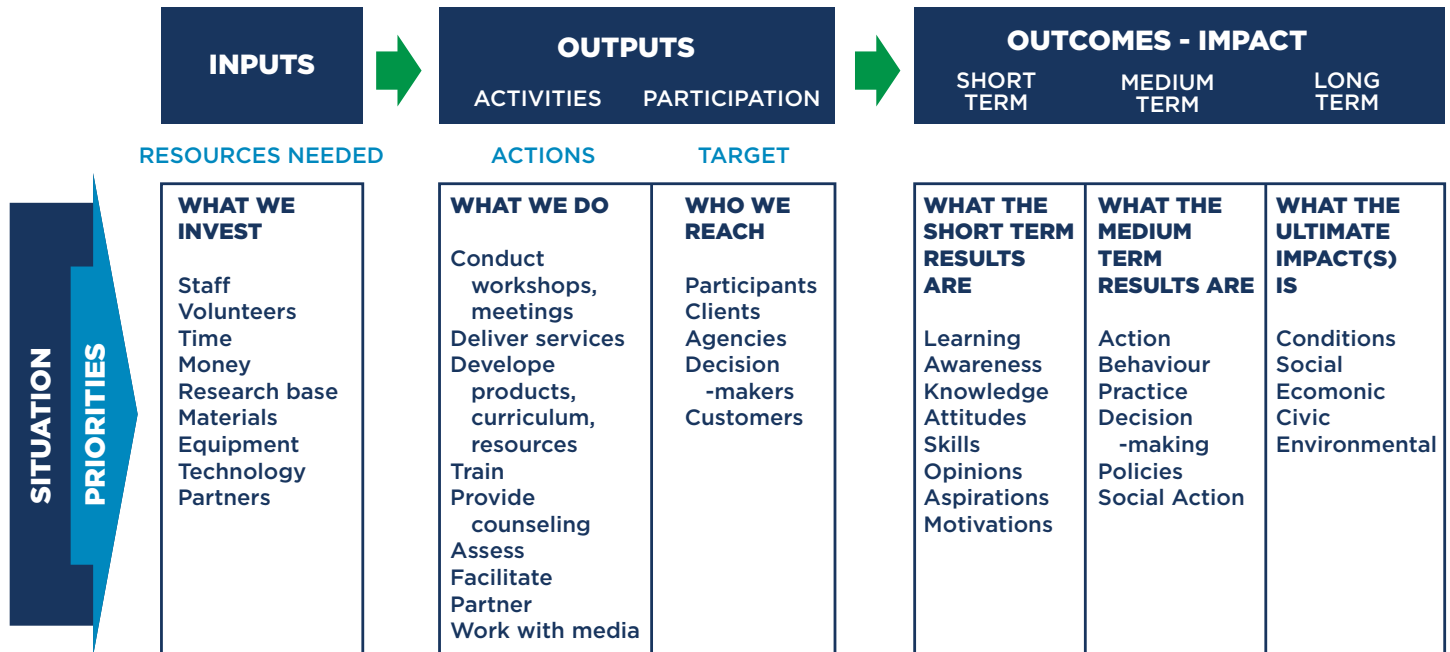 INPUTS
OUTPUTS
ACTIVITIES
PARTICIPATION
OUTCOMES - IMPACT
SHORT
TERM
MEDIUM
TERM
LONG
TERM
RESOURCES NEEDED
ACTIONS
TARGET
SITUATION
PRIORITIES
WHAT WE
INVEST
Staff
Volunteers
Time
Money
Research base
Materials
Equipment
Technology
Partners
WHAT WE DO
Conduct
workshops,
meetings
Deliver services
Develope
products,
curriculum,
resources
Train
Provide
counseling
Assess
Facilitate
Partner
Work with media
WHO WE
REACH
Participants
Clients
Agencies
Decision
-makers
Customers
WHAT THE
SHORT TERM
RESULTS
ARE
Learning
Awareness
Knowledge
Attitudes
Skills
Opinions
Aspirations
Motivations
WHAT THE
MEDIUM
TERM
RESULTS ARE
Action
Behaviour
Practice
Decision
-making
Policies
Social Action
WHAT THE
ULTIMATE
IMPACT(S)
IS
Conditions
Social
Ecomonic
Civic
Environmental